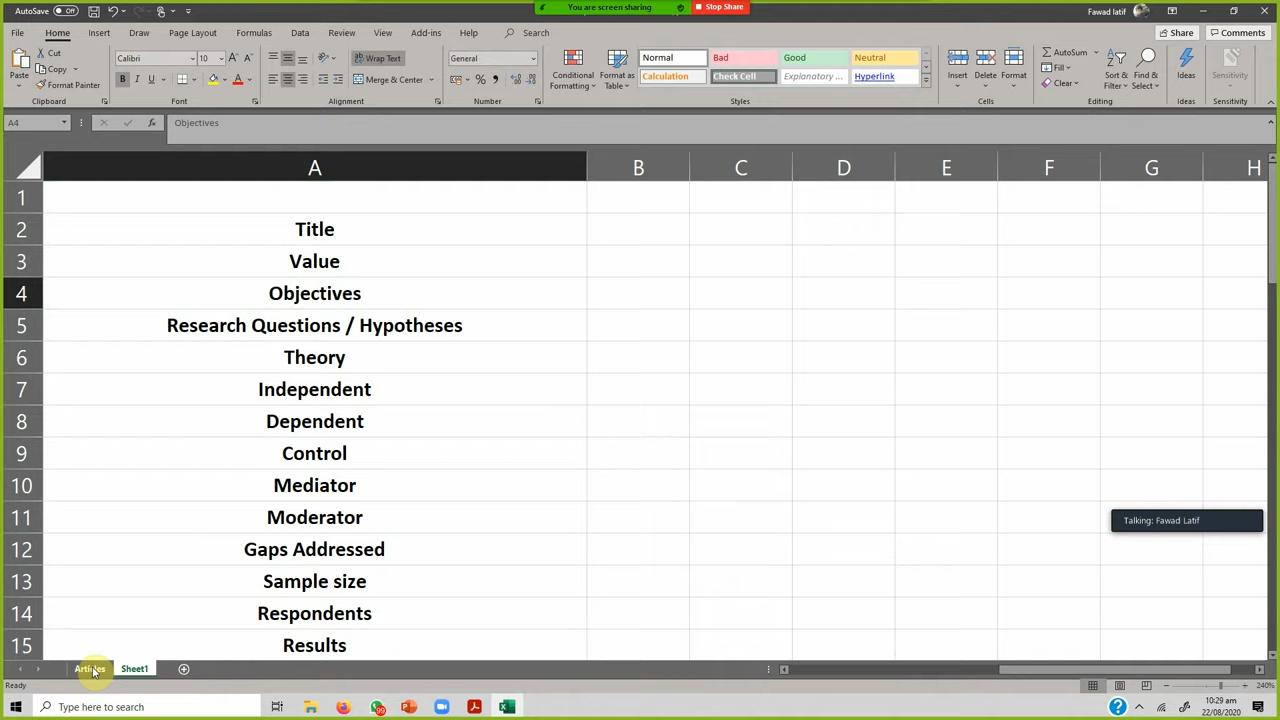 AutoSave Off
You are screen sharing
Stop Share
Fawad latif
File Home Insert Draw Page Layout Formulas Data Review View Add-ins Help Search
Share Comments
Paste
Cut
Copy
Format Painter
Clipboard
Calibri 10
Font
Wrap Text
Merge & Center
Alignment
General
Number
Conditional Formatting
Format as Table
Normal Bad Good Neutral
Calculation Check Cell Explanatory ... Hyperlink
Styles
Insert Delete Format
Cells
AutoSum
Fill
Clear
Sort & Filter
Find & Select
Editing
Ideas
Ideas
Sensitivity
Sensitivity
A4 fx Objectives
A B C D E F G H
1
2 Title
3 Value
4 Objectives
5 Research Questions / Hypotheses
6 Theory
7 Independent
8 Dependent
9 Control
10 Mediator
11 Moderator
12 Gaps Addressed
13 Sample size
14 Respondents
15 Results
Talking: Fawad Latif
Articles Sheet1
Ready
240%
Type here to search
99
10:29 am
22/08/2020